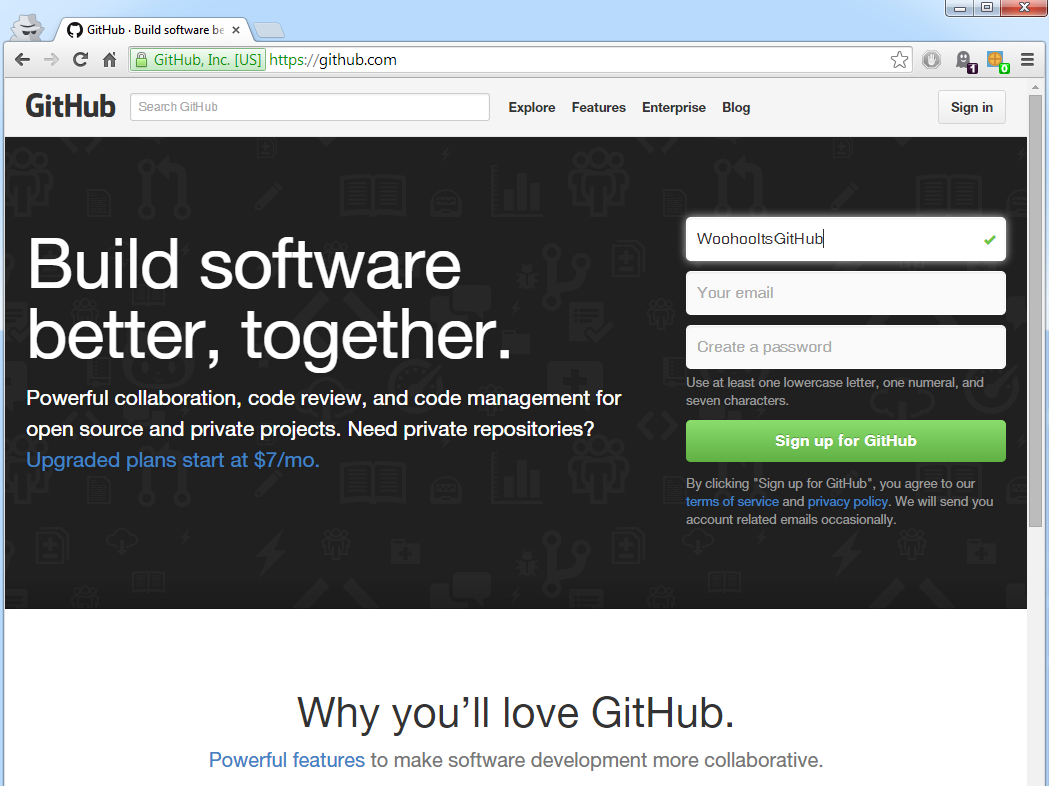 GitHub · Build software be
GitHub, Inc. [US] https://github.com
1
0
GitHub Search GitHub Explore Features Enterprise Blog Sign in
Build software
better, together.
Powerful collaboration, code review, and code management for
open source and private projects. Need private repositories?
Upgraded plans start at $7/mo.
WoohooItsGitHub
Your email
Create a password
Use at least one lowercase letter, one numeral, and
seven characters.
Sign up for GitHub
By clicking "Sign up for GitHub", you agree to our
terms of service and privacy policy. We will send you
account related emails occasionally.
Why you’ll love GitHub.
Powerful features to make software development more collaborative.